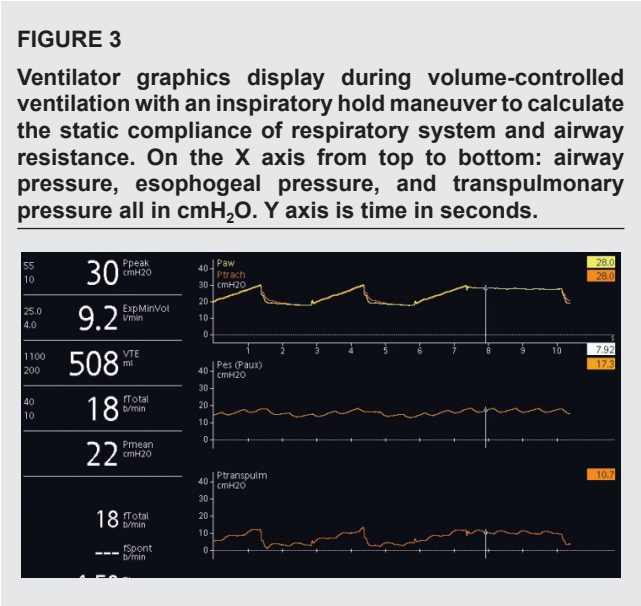 FIGURE 3
Ventilator graphics display during volume-controlled
ventilation with an inspiratory hold maneuver to calculate
the static compliance of respiratory system and airway
resistance. On the X axis from top to bottom: airway
pressure, esophogeal pressure, and transpulmonary
pressure all in cmH₂O. Y axis is time in seconds.
55
10
30 Ppeak
cmH2O
25.0
4.0
9.2 ExpMinVol
l/min
1100
200
508 VTE
ml
40
10
18 fTotal
b/min
22 Pmean
cmH2O
18 fTotal
b/min
--- fSpont
b/min
Paw
Ptrach
cmH2O
40
30
20
10
0
28.0
28.0
1 2 3 4 5 6 7 8 9 10
s
7.92
Pes (Paux)
cmH2O
17.3
40
30
20
10
0
Ptranspulm
cmH2O
10.7
40
30
20
10
0